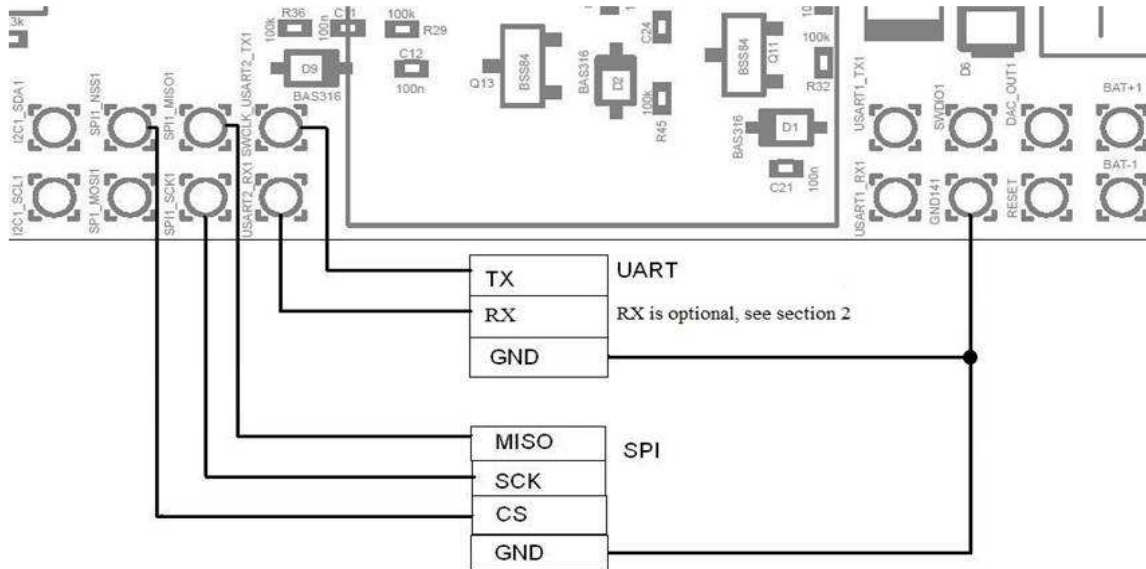 3k
R36
100k
C11
100n
100k
R29
C12
100n
D9
BAS316
Q13
BSS84
BAS316
D2
C24
100k
R45
BSS84
Q11
100k
R32
BAS316
D1
C21
100n
D6
I2C1_SDA1
SPI1_NSS1
SPI1_MISO1
SWCLK_USART2_TX1
USART1_TX1
SWDIO1
DAC_OUT1
BAT+1
I2C1_SCL1
SP1_MOSI1
SPI1_SCK1
USART2_RX1
USART1_RX1
GND141
RESET
BAT-1
TX
UART
RX
RX is optional, see section 2
GND
MISO
SPI
SCK
CS
GND